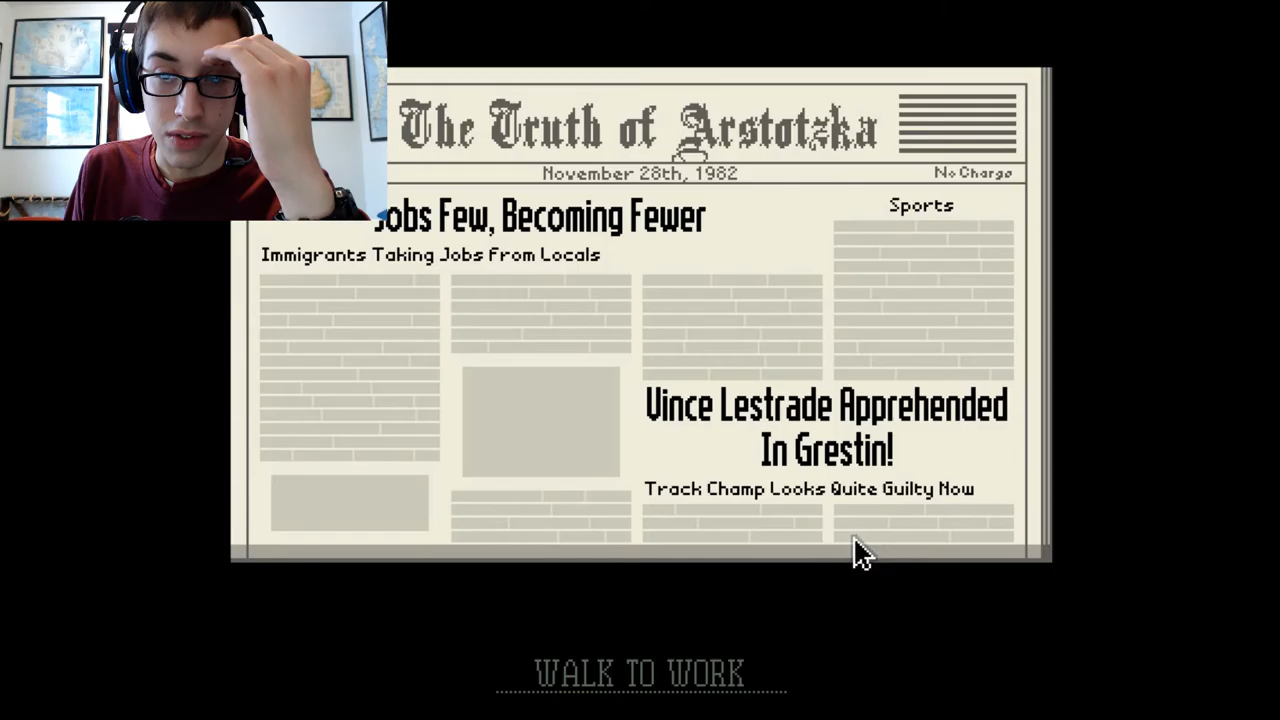 The Truth of Arstotzka
November 28th, 1982
No Charge
Jobs Few, Becoming Fewer
Immigrants Taking Jobs From Locals
Sports
Vince Lestrade Apprehended
In Grestin!
Track Champ Looks Quite Guilty Now
WALK TO WORK